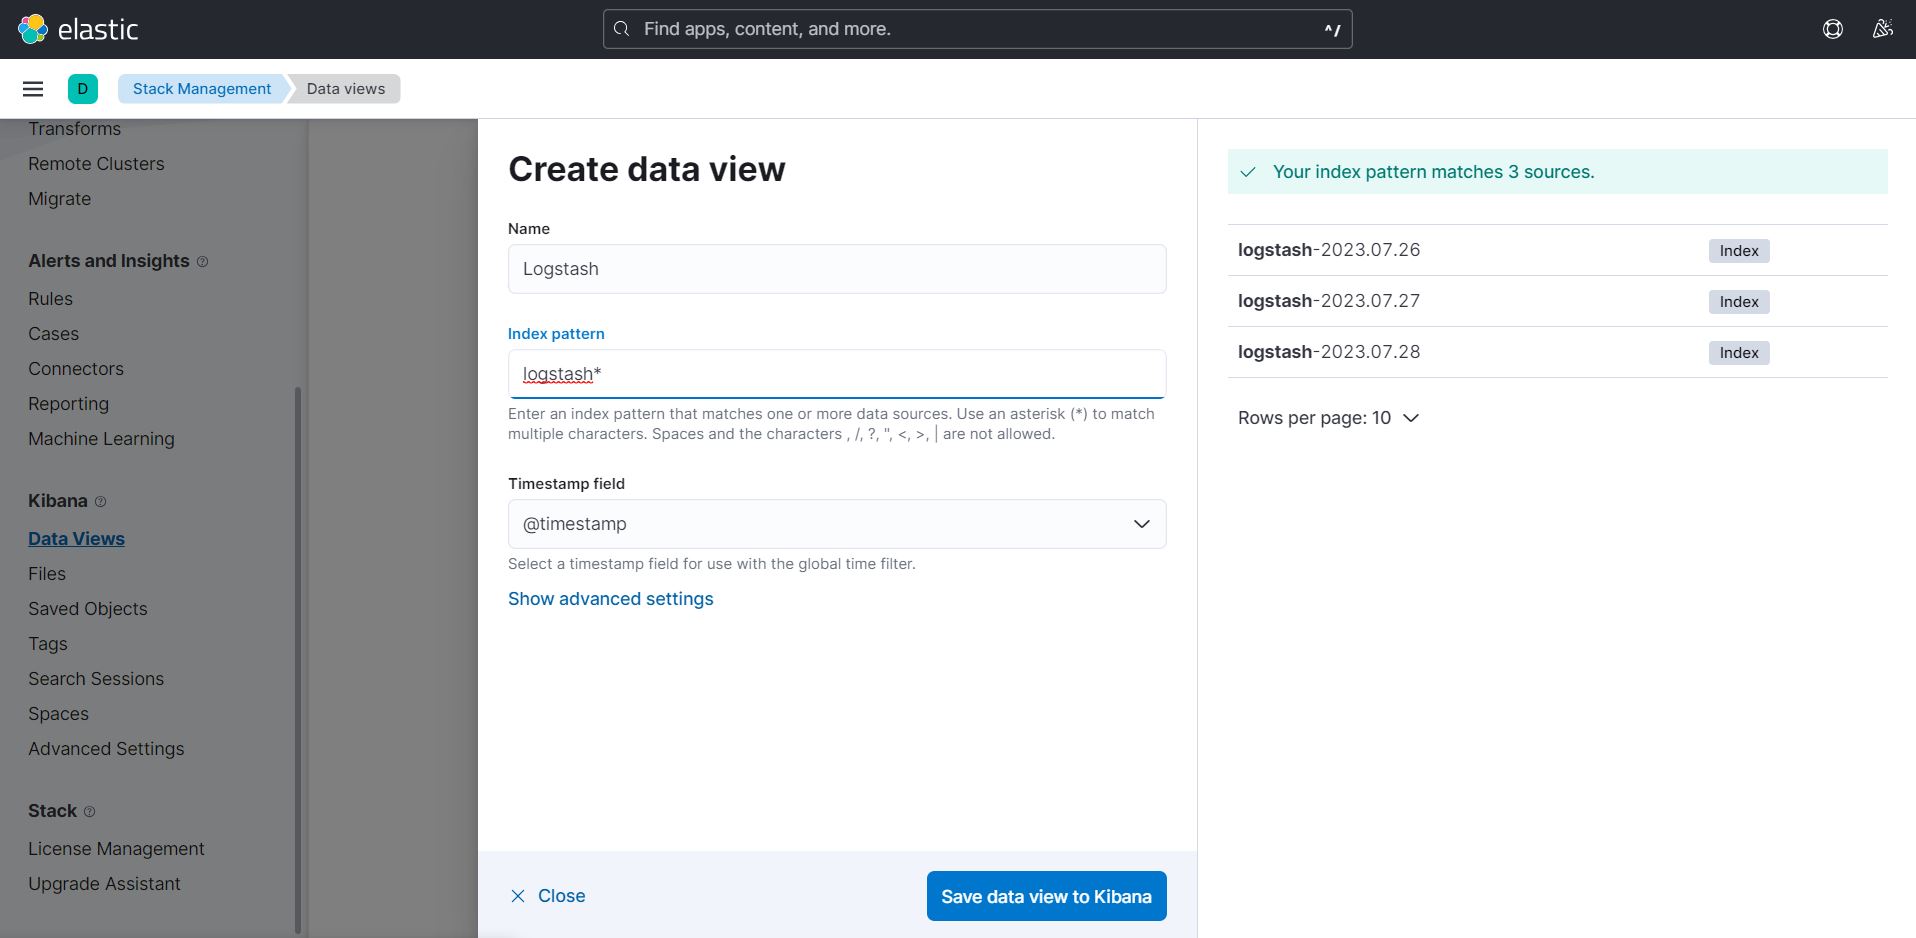 elastic
Find apps, content, and more.
^/
D
Stack Management
Data views
Transforms
Remote Clusters
Migrate
Alerts and Insights
Rules
Cases
Connectors
Reporting
Machine Learning
Kibana
Data Views
Files
Saved Objects
Tags
Search Sessions
Spaces
Advanced Settings
Stack
License Management
Upgrade Assistant
Create data view
Name
Logstash
Index pattern
logstash*
Enter an index pattern that matches one or more data sources. Use an asterisk (*) to match
multiple characters. Spaces and the characters , /, ?, ", <, >, | are not allowed.
Timestamp field
@timestamp
Select a timestamp field for use with the global time filter.
Show advanced settings
Close
Save data view to Kibana
Your index pattern matches 3 sources.
logstash-2023.07.26 Index
logstash-2023.07.27 Index
logstash-2023.07.28 Index
Rows per page: 10